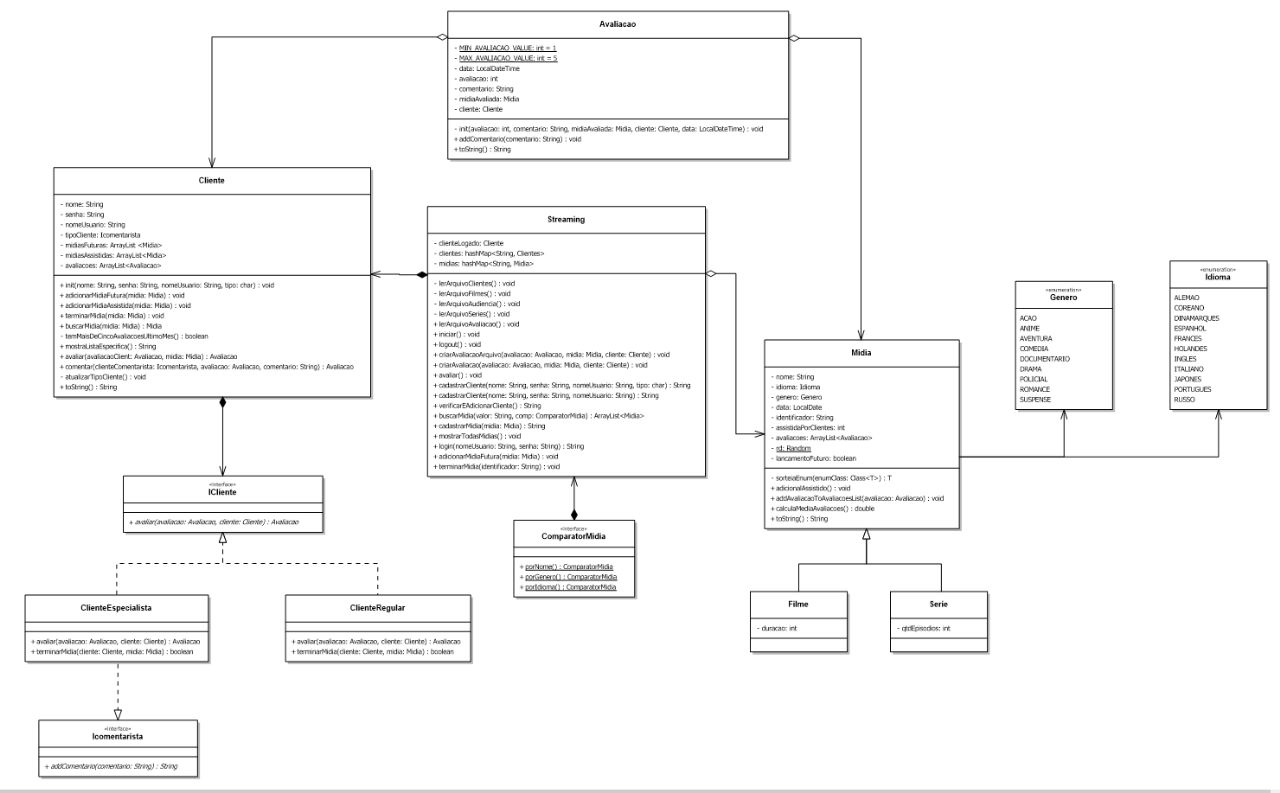 Avaliacao
- MIN_AVALIACAO_VALUE: int = 1
- MAX_AVALIACAO_VALUE: int = 5
- data: LocalDateTime
- avaliacao: int
- comentario: String
- midiaAvaliada: Midia
- cliente: Cliente
- init(avaliacao: int, comentario: String, midiaAvaliada: Midia, cliente: Cliente, data: LocalDateTime) : void
+ addComentario(comentario: String) : void
+ toString() : String
Cliente
- nome: String
- senha: String
- nomeUsuario: String
- tipoCliente: Icomentarista
- midiasFuturas: ArrayList <Midia>
- midiasAssistidas: ArrayList<Midia>
- avaliacoes: ArrayList<Avaliacao>
+ init(nome: String, senha: String, nomeUsuario: String, tipo: char) : void
+ adicionarMidiaFutura(midia: Midia) : void
+ adicionarMidiaAssistida(midia: Midia) : void
+ terminarMidia(midia: Midia) : void
+ buscarMidia(midia: Midia) : Midia
- temMaisDeCincoAvaliacoesUltimoMes() : boolean
+ mostraListaEspecifica() : String
+ avaliar(avaliacaoClient: Avaliacao, midia: Midia) : Avaliacao
+ comentar(clienteComentarista: Icomentarista, avaliacao: Avaliacao, comentario: String) : Avaliacao
- atualizarTipoCliente() : void
+ toString() : String
Streaming
- clienteLogado: Cliente
- clientes: hashMap<String, Clientes>
- midias: hashMap<String, Midia>
- lerArquivoClientes() : void
- lerArquivoFilmes() : void
- lerArquivoAudiencia() : void
- lerArquivoSeries() : void
+ lerArquivoAvaliacao() : void
+ iniciar() : void
+ logout() : void
+ criarAvaliacaoArquivo(avaliacao: Avaliacao, midia: Midia, cliente: Cliente) : void
+ criarAvaliacao(avaliacao: Avaliacao, midia: Midia, cliente: Cliente) : void
+ avaliar() : void
+ cadastrarCliente(nome: String, senha: String, nomeUsuario: String, tipo: char) : String
+ cadastrarCliente(nome: String, senha: String, nomeUsuario: String) : String
+ verificarEAdicionarCliente() : String
+ buscarMidia(valor: String, comp: ComparatorMidia) : ArrayList<Midia>
+ cadastrarMidia(midia: Midia) : String
+ mostrarTodasMidias() : void
+ login(nomeUsuario: String, senha: String) : String
+ adicionarMidiaFutura(midia: Midia) : void
+ terminarMidia(identificador: String) : void
«enumeration»
Genero
ACAO
ANIME
AVENTURA
COMEDIA
DOCUMENTARIO
DRAMA
POLICIAL
ROMANCE
SUSPENSE
«enumeration»
Idioma
ALEMAO
COREANO
DINAMARQUES
ESPANHOL
FRANCES
HOLANDES
INGLES
ITALIANO
JAPONES
PORTUGUES
RUSSO
Midia
- nome: String
- idioma: Idioma
- genero: Genero
- data: LocalDate
- identificador: String
- assistidaPorClientes: int
- avaliacoes: ArrayList<Avaliacao>
- rd: Random
- lancamentoFuturo: boolean
- sorteiaEnum(enumClass: Class<T>) : T
+ adicionalAssistido() : void
+ addAvaliacaoToAvaliacoesList(avaliacao: Avaliacao) : void
+ calculaMediaAvaliacoes() : double
+ toString() : String
«interface»
ICliente
+ avaliar(avaliacao: Avaliacao, cliente: Cliente) : Avaliacao
«interface»
ComparatorMidia
+ porNome() : ComparatorMidia
+ porGenero() : ComparatorMidia
+ porIdioma() : ComparatorMidia
ClienteEspecialista
+ avaliar(avaliacao: Avaliacao, cliente: Cliente) : Avaliacao
+ terminarMidia(cliente: Cliente, midia: Midia) : boolean
ClienteRegular
+ avaliar(avaliacao: Avaliacao, cliente: Cliente) : Avaliacao
+ terminarMidia(cliente: Cliente, midia: Midia) : boolean
Filme
- duracao: int
Serie
- qtdEpisodios: int
«interface»
Icomentarista
+ addComentario(comentario: String) : String